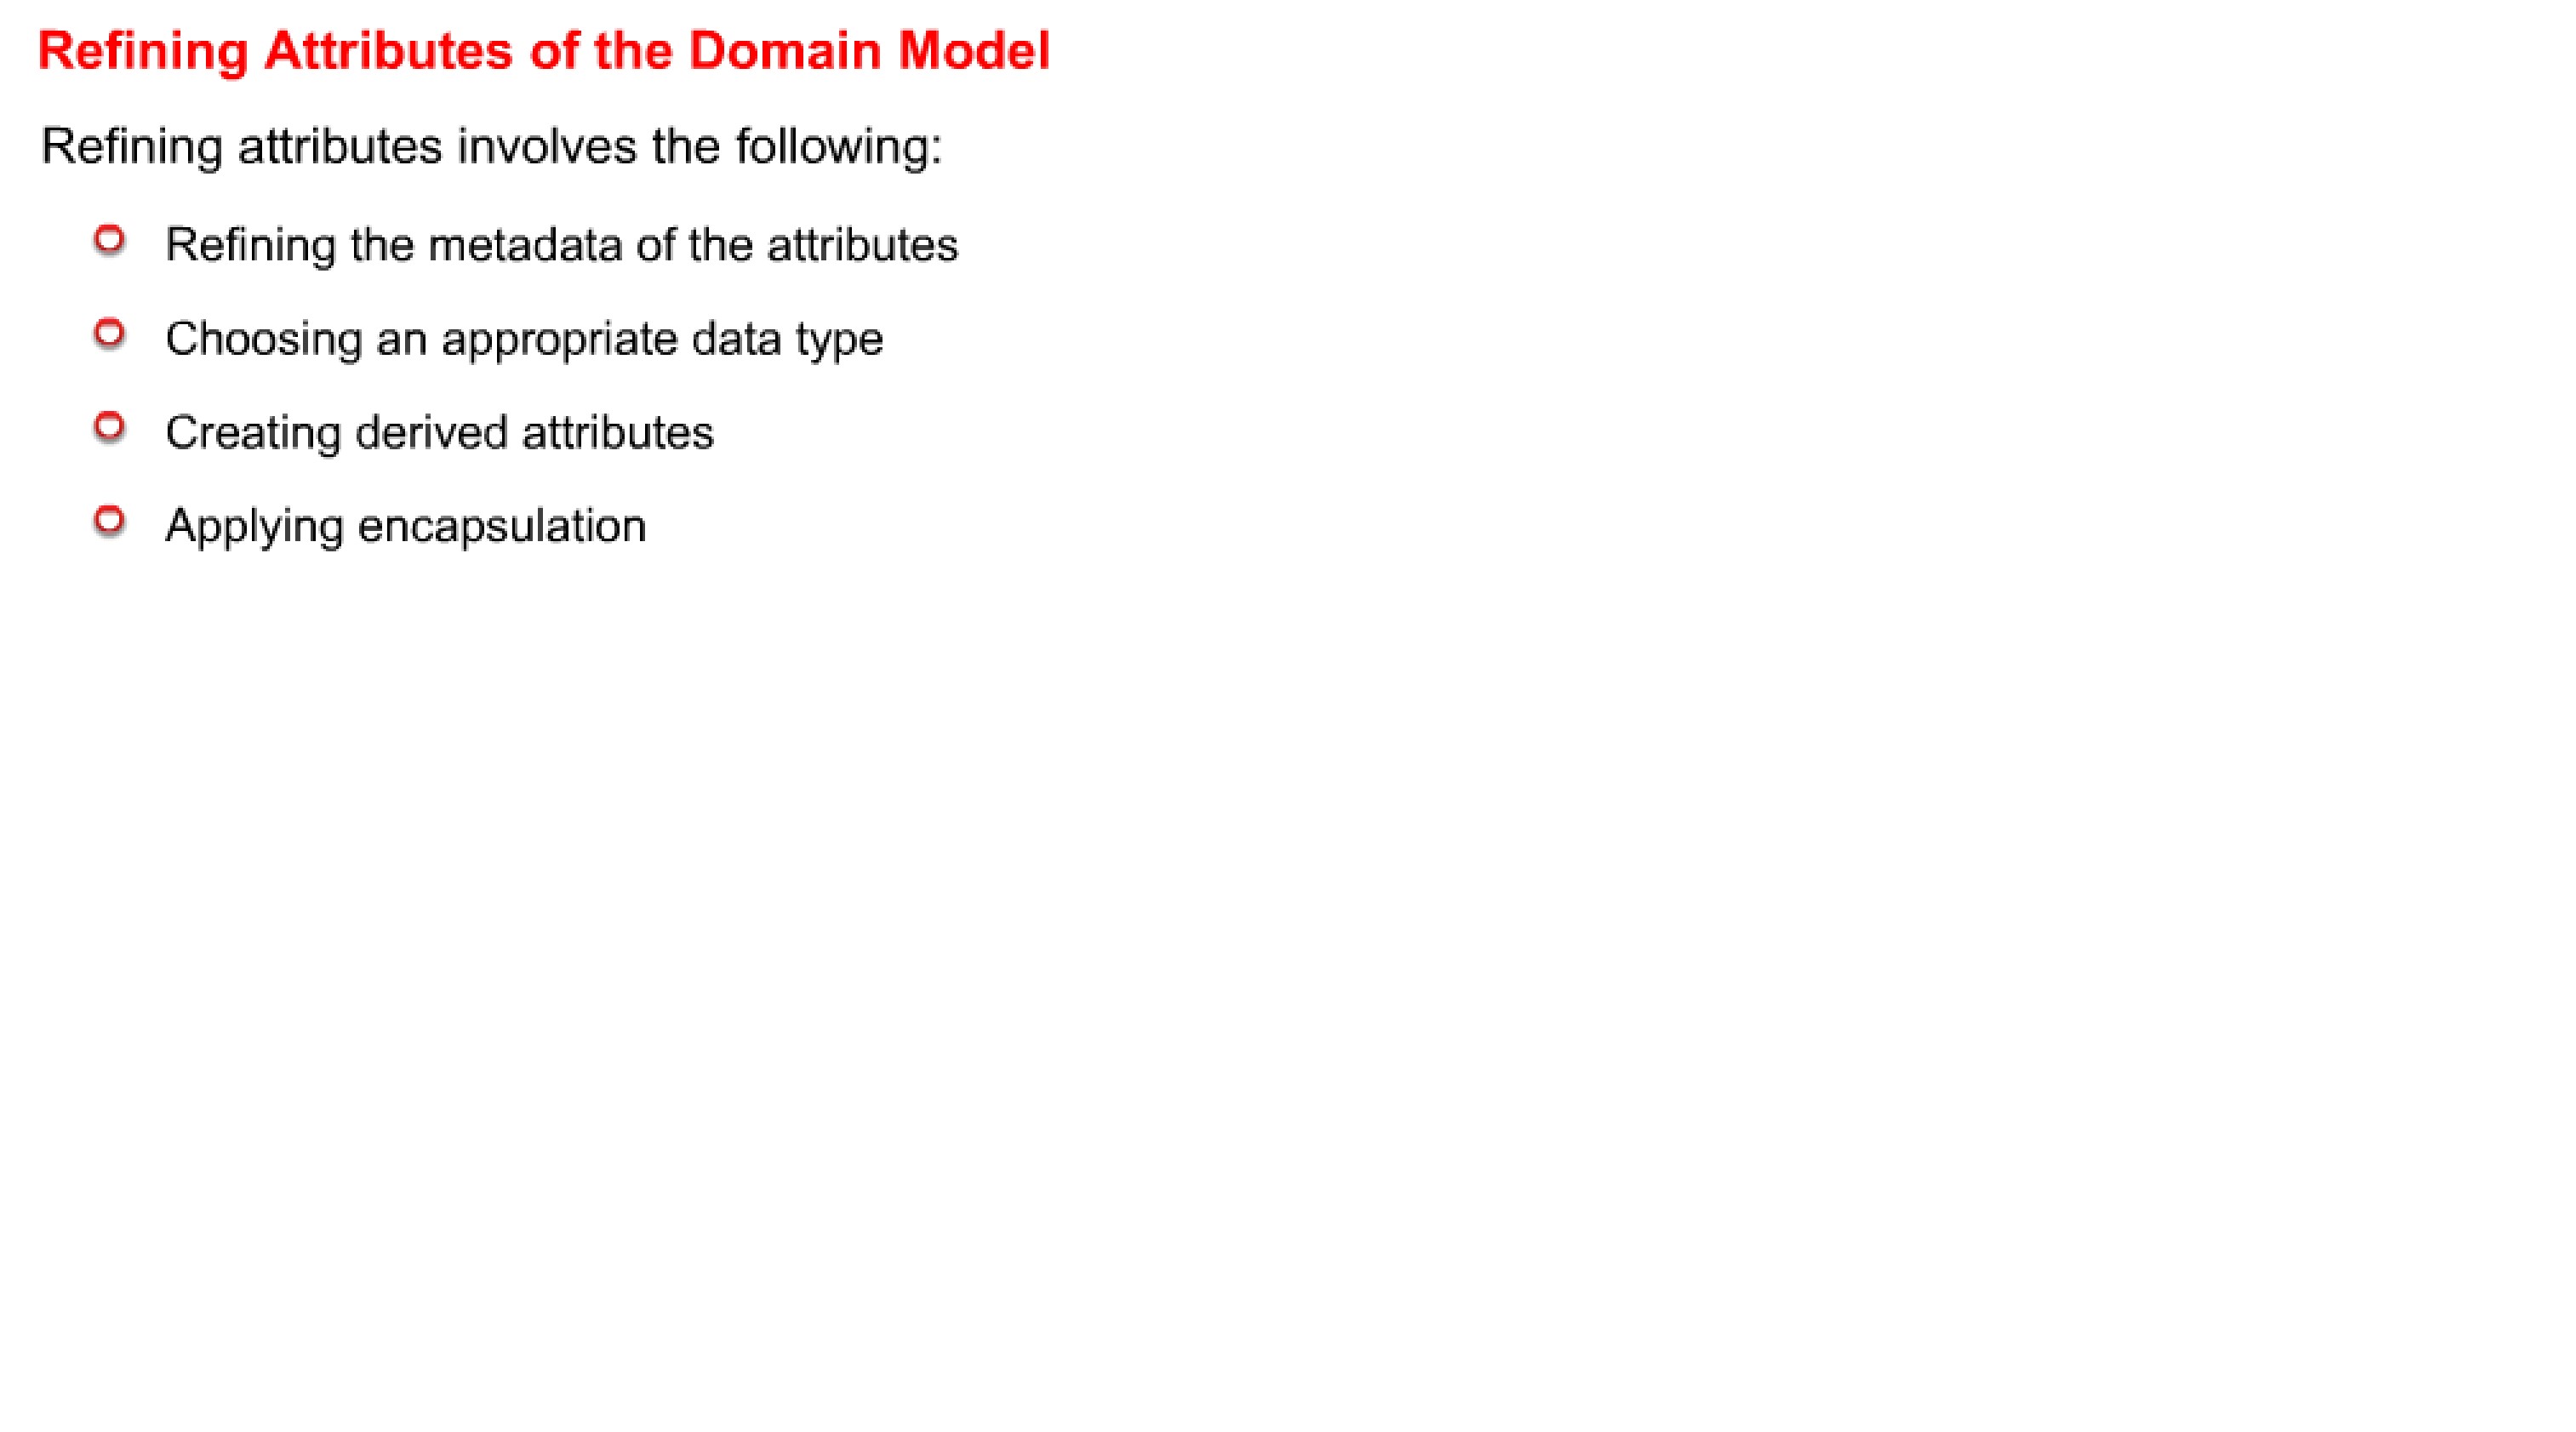 Refining Attributes of the Domain Model
Refining attributes involves the following:
Refining the metadata of the attributes
Choosing an appropriate data type
Creating derived attributes
Applying encapsulation